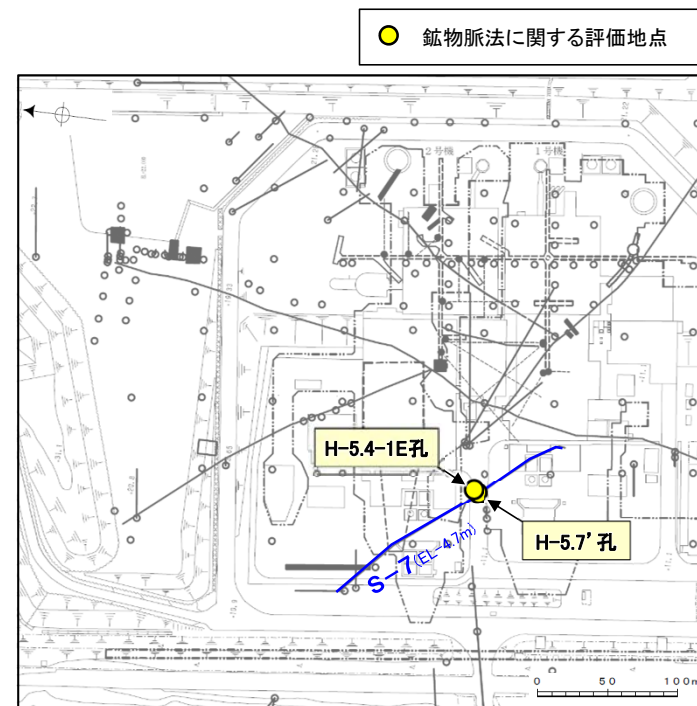 鉱物脈法に関する評価地点
2号機
1号機
H-5.4-1E孔
H-5.7’孔
S-7(EL-4.7m)
0 50 100m